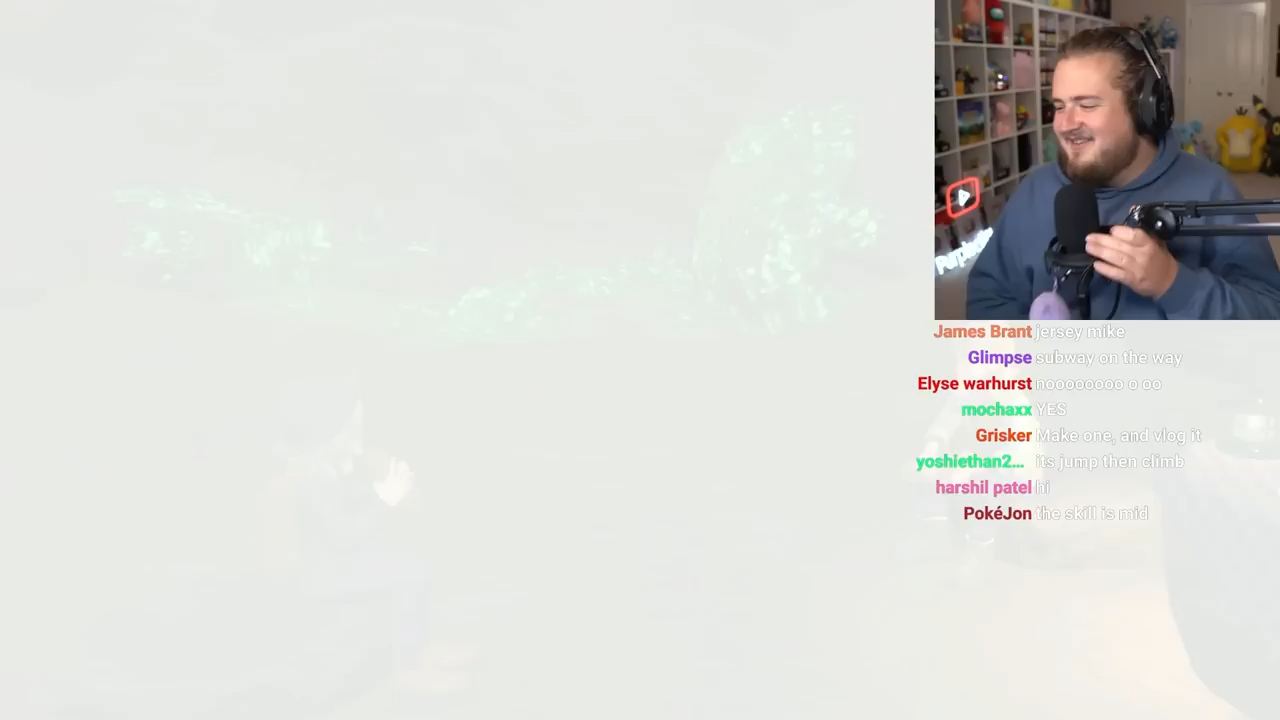 James Brant jersey mike
Glimpse subway on the way
Elyse warhurst noooooooo o oo
mochaxx YES
Grisker Make one, and vlog it
yoshiethan2... its jump then climb
harshil patel hi
PokéJon the skill is mid